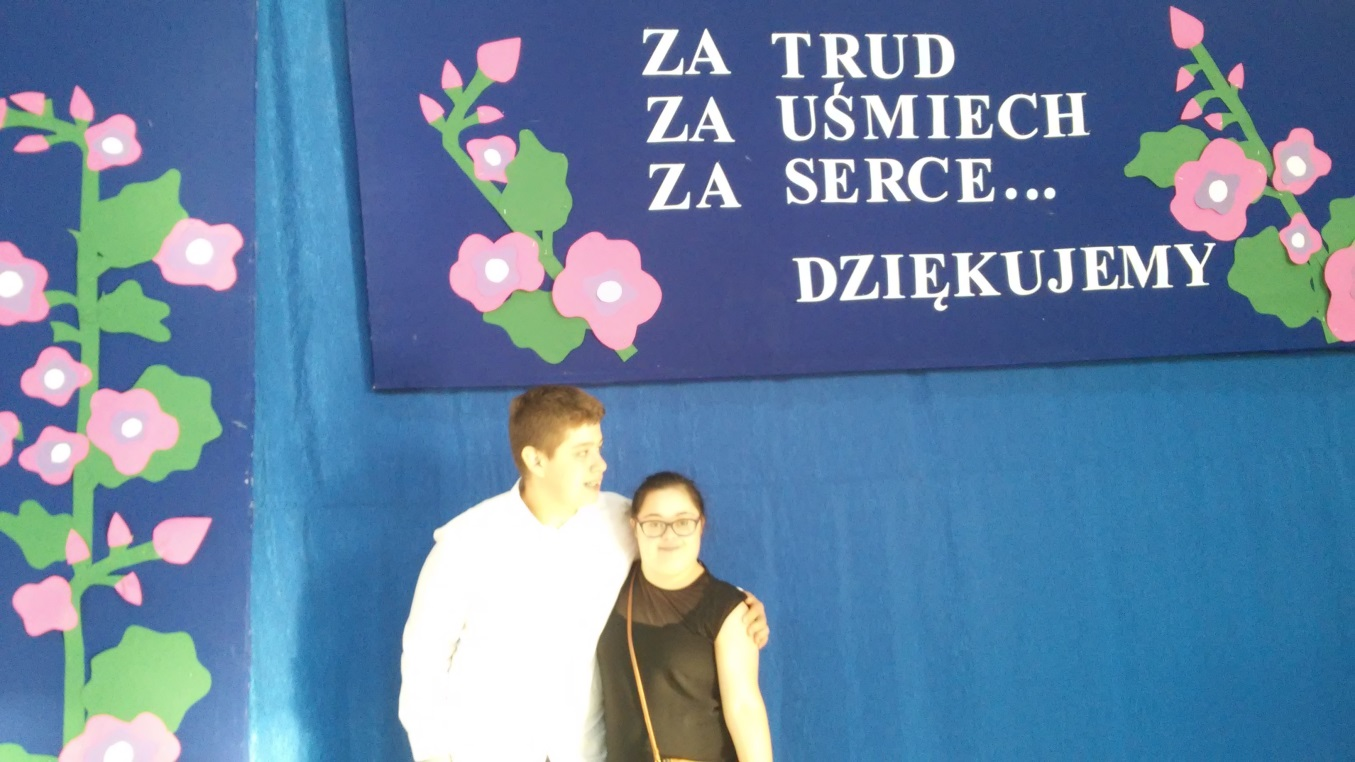 ZA TRUD
ZA UŚMIECH
ZA SERCE...
DZIĘKUJEMY